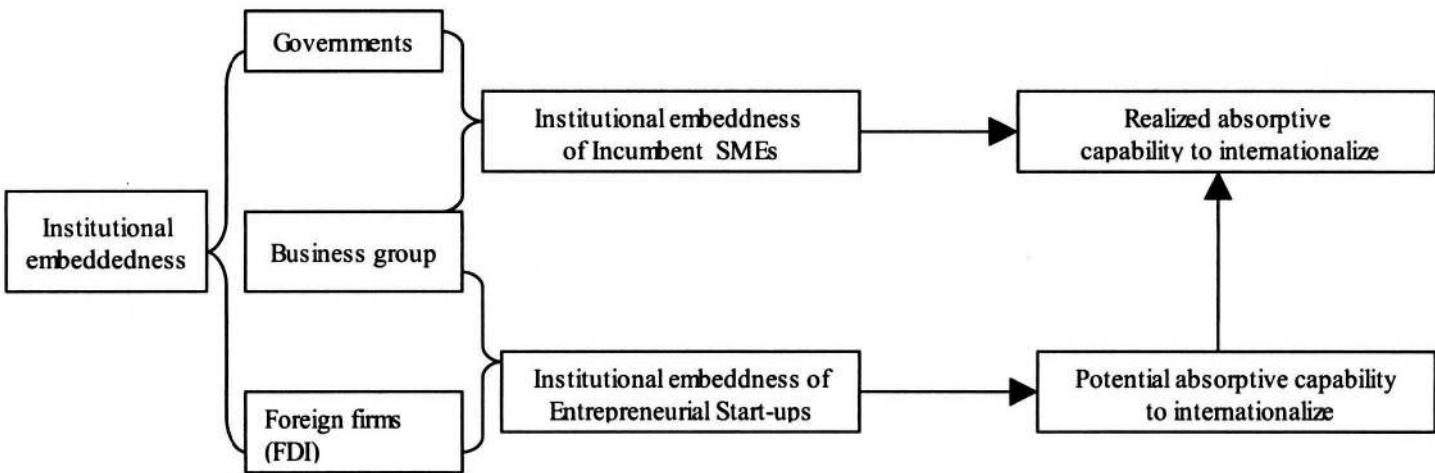 Governments
Institutional embeddness
of Incumbent SMEs
Realized absorptive
capability to internationalize
Institutional
embeddedness
Business group
Foreign firms
(FDI)
Institutional embeddness of
Entrepreneurial Start-ups
Potential absorptive capability
to internationalize